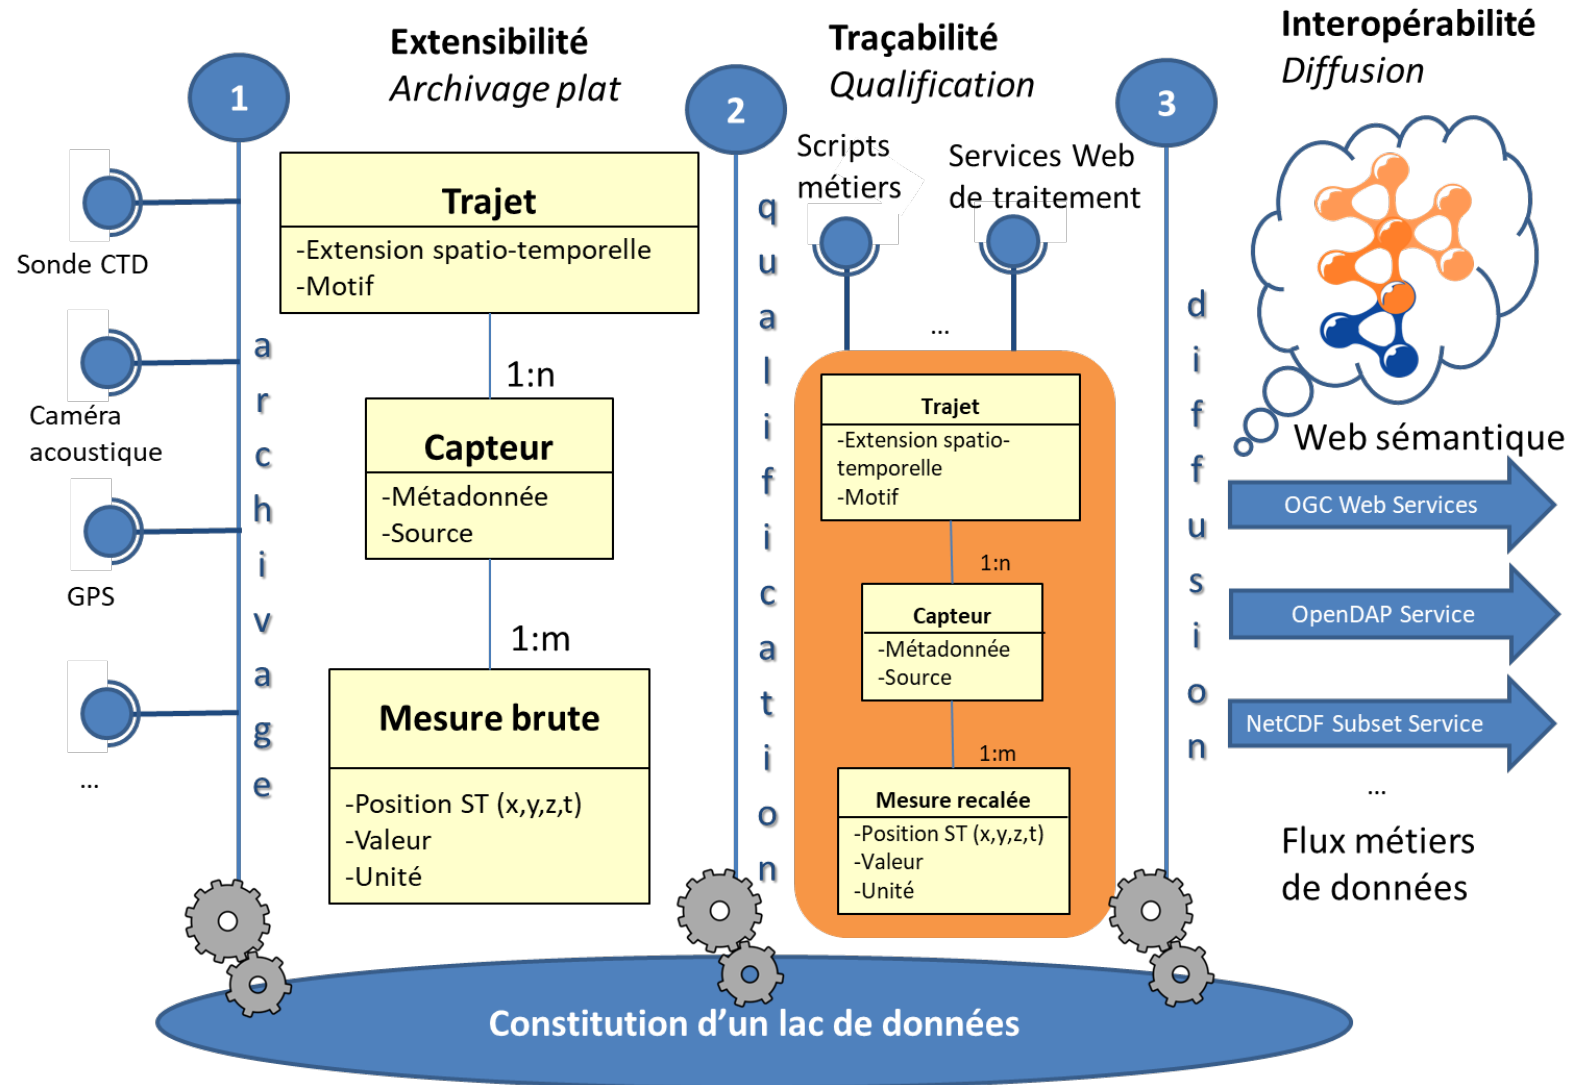 Extensibilité
Archivage plat
Traçabilité
Qualification
Interopérabilité
Diffusion
1
2
3
Sonde CTD
Caméra
acoustique
GPS
...
archivage
Trajet
-Extension spatio-temporelle
-Motif
1:n
Capteur
-Métadonnée
-Source
1:m
Mesure brute
-Position ST (x,y,z,t)
-Valeur
-Unité
qualification
Scripts
métiers
Services Web
de traitement
...
Trajet
-Extension spatio-
temporelle
-Motif
1:n
Capteur
-Métadonnée
-Source
1:m
Mesure recalée
-Position ST (x,y,z,t)
-Valeur
-Unité
diffusion
Web sémantique
OGC Web Services
OpenDAP Service
NetCDF Subset Service
...
Flux métiers
de données
Constitution d’un lac de données